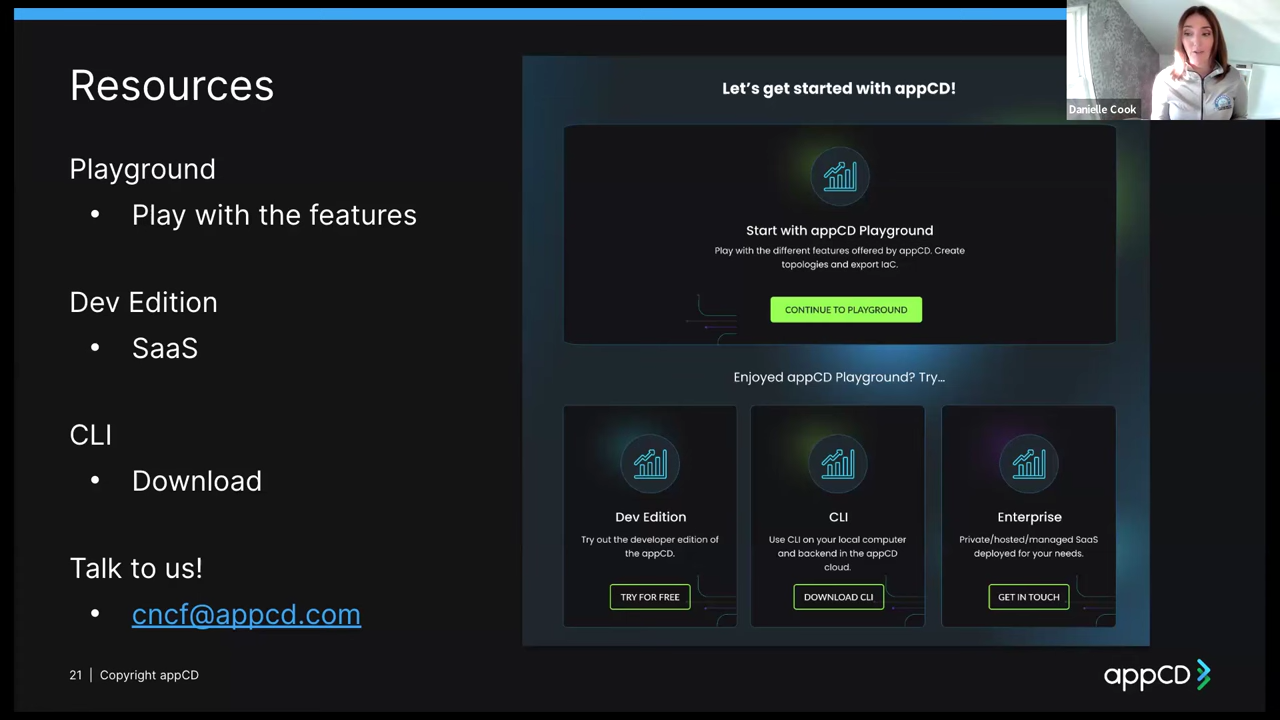 Resources
Playground
• Play with the features
Dev Edition
• SaaS
CLI
• Download
Talk to us!
• cncf@appcd.com
21 | Copyright appCD
Let's get started with appCD!
Start with appCD Playground
Play with the different features offered by appCD. Create
topologies and export IaC.
CONTINUE TO PLAYGROUND
Enjoyed appCD Playground? Try...
Dev Edition
Try out the developer edition of
the appCD.
TRY FOR FREE
CLI
Use CLI on your local computer
and backend in the appCD
cloud.
DOWNLOAD CLI
Enterprise
Private/hosted/managed SaaS
deployed for your needs.
GET IN TOUCH
Danielle Cook
appCD